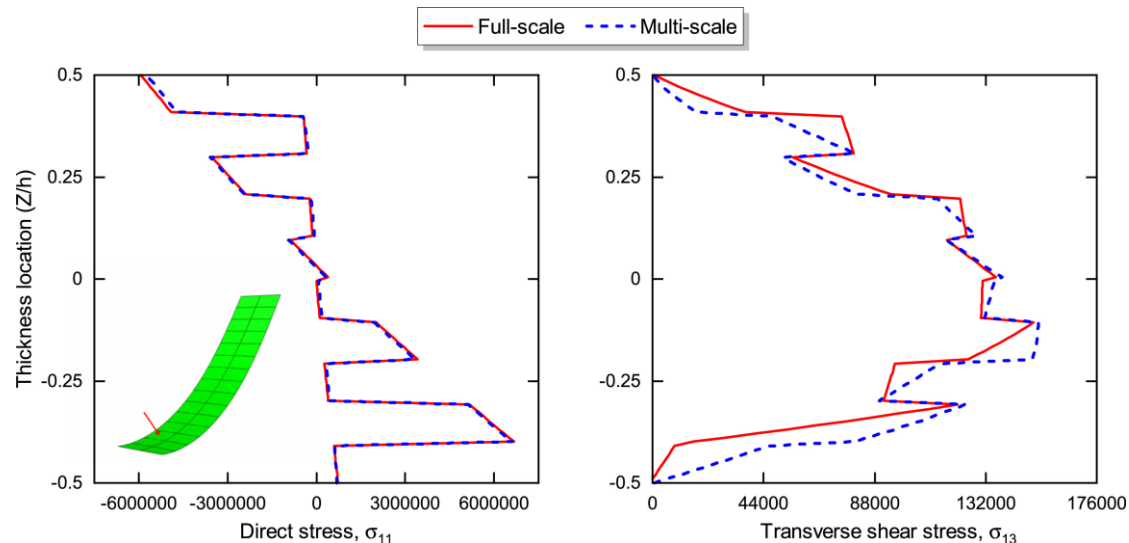 Full-scale Multi-scale
Thickness location (Z/h)
0.5
0.25
0
-0.25
-0.5
-6000000 -3000000 0 3000000 6000000
Direct stress, σ11
0.5
0.25
0
-0.25
-0.5
0 44000 88000 132000 176000
Transverse shear stress, σ13